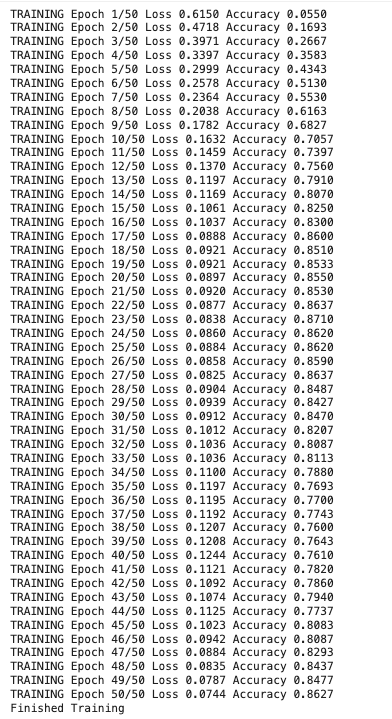 TRAINING Epoch 1/50 Loss 0.6150 Accuracy 0.0550
TRAINING Epoch 2/50 Loss 0.4718 Accuracy 0.1693
TRAINING Epoch 3/50 Loss 0.3971 Accuracy 0.2667
TRAINING Epoch 4/50 Loss 0.3397 Accuracy 0.3583
TRAINING Epoch 5/50 Loss 0.2999 Accuracy 0.4343
TRAINING Epoch 6/50 Loss 0.2578 Accuracy 0.5130
TRAINING Epoch 7/50 Loss 0.2364 Accuracy 0.5530
TRAINING Epoch 8/50 Loss 0.2038 Accuracy 0.6163
TRAINING Epoch 9/50 Loss 0.1782 Accuracy 0.6827
TRAINING Epoch 10/50 Loss 0.1632 Accuracy 0.7057
TRAINING Epoch 11/50 Loss 0.1459 Accuracy 0.7397
TRAINING Epoch 12/50 Loss 0.1370 Accuracy 0.7560
TRAINING Epoch 13/50 Loss 0.1197 Accuracy 0.7910
TRAINING Epoch 14/50 Loss 0.1169 Accuracy 0.8070
TRAINING Epoch 15/50 Loss 0.1061 Accuracy 0.8250
TRAINING Epoch 16/50 Loss 0.1037 Accuracy 0.8300
TRAINING Epoch 17/50 Loss 0.0888 Accuracy 0.8600
TRAINING Epoch 18/50 Loss 0.0921 Accuracy 0.8510
TRAINING Epoch 19/50 Loss 0.0921 Accuracy 0.8533
TRAINING Epoch 20/50 Loss 0.0897 Accuracy 0.8550
TRAINING Epoch 21/50 Loss 0.0920 Accuracy 0.8530
TRAINING Epoch 22/50 Loss 0.0877 Accuracy 0.8637
TRAINING Epoch 23/50 Loss 0.0838 Accuracy 0.8710
TRAINING Epoch 24/50 Loss 0.0860 Accuracy 0.8620
TRAINING Epoch 25/50 Loss 0.0884 Accuracy 0.8620
TRAINING Epoch 26/50 Loss 0.0858 Accuracy 0.8590
TRAINING Epoch 27/50 Loss 0.0825 Accuracy 0.8637
TRAINING Epoch 28/50 Loss 0.0904 Accuracy 0.8487
TRAINING Epoch 29/50 Loss 0.0939 Accuracy 0.8427
TRAINING Epoch 30/50 Loss 0.0912 Accuracy 0.8470
TRAINING Epoch 31/50 Loss 0.1012 Accuracy 0.8207
TRAINING Epoch 32/50 Loss 0.1036 Accuracy 0.8087
TRAINING Epoch 33/50 Loss 0.1036 Accuracy 0.8113
TRAINING Epoch 34/50 Loss 0.1100 Accuracy 0.7880
TRAINING Epoch 35/50 Loss 0.1197 Accuracy 0.7693
TRAINING Epoch 36/50 Loss 0.1195 Accuracy 0.7700
TRAINING Epoch 37/50 Loss 0.1192 Accuracy 0.7743
TRAINING Epoch 38/50 Loss 0.1207 Accuracy 0.7600
TRAINING Epoch 39/50 Loss 0.1208 Accuracy 0.7643
TRAINING Epoch 40/50 Loss 0.1244 Accuracy 0.7610
TRAINING Epoch 41/50 Loss 0.1121 Accuracy 0.7820
TRAINING Epoch 42/50 Loss 0.1092 Accuracy 0.7860
TRAINING Epoch 43/50 Loss 0.1074 Accuracy 0.7940
TRAINING Epoch 44/50 Loss 0.1125 Accuracy 0.7737
TRAINING Epoch 45/50 Loss 0.1023 Accuracy 0.8083
TRAINING Epoch 46/50 Loss 0.0942 Accuracy 0.8087
TRAINING Epoch 47/50 Loss 0.0884 Accuracy 0.8293
TRAINING Epoch 48/50 Loss 0.0835 Accuracy 0.8437
TRAINING Epoch 49/50 Loss 0.0787 Accuracy 0.8477
TRAINING Epoch 50/50 Loss 0.0744 Accuracy 0.8627
Finished Training